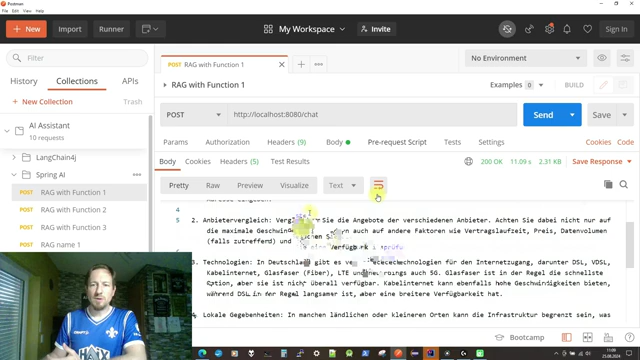 Postman
File Edit View Help
New
Import
Runner
My Workspace
Invite
Sign In
Filter
History
Collections
APIs
New Collection
Trash
AI Assistant
10 requests
LangChain4j
Spring AI
POST RAG with Function 1
POST RAG with Function 2
POST RAG with Function 3
POST RAG name 1
POST RAG with Function 1
No Environment
RAG with Function 1
Examples 0
BUILD
POST
http://localhost:8080/chat
Send
Save
Params
Authorization
Headers (9)
Body
Pre-request Script
Tests
Settings
Cookies
Code
Body
Cookies
Headers (5)
Test Results
200 OK
11.09 s
2.31 KB
Save Response
Pretty
Raw
Preview
Visualize
Text
4
5
2. Anbietervergleich: Sie die Angebote der verschiedenen Anbieter. Achten Sie dabei nicht nur auf
die maximale auch auf andere Faktoren wie Vertragslaufzeit, Preis, Datenvolumen
(falls zutreffend) und
3. Technologien: In Deutschland gibt es für den Internetzugang, darunter DSL, VDSL,
Kabelinternet, Glasfaser (Fiber), LTE und auch 5G. Glasfaser ist in der Regel die schnellste
Option, aber sie ist nicht überall verfügbar. Kabelinternet kann ebenfalls hohe Geschwindigkeiten bieten,
während DSL in der Regel langsamer ist, aber eine breitere Verfügbarkeit hat.
4. Lokale Gegebenheiten: In manchen ländlichen oder kleineren Orten kann die Infrastruktur begrenzt sein, was
Bootcamp
11:09
25.08.2024